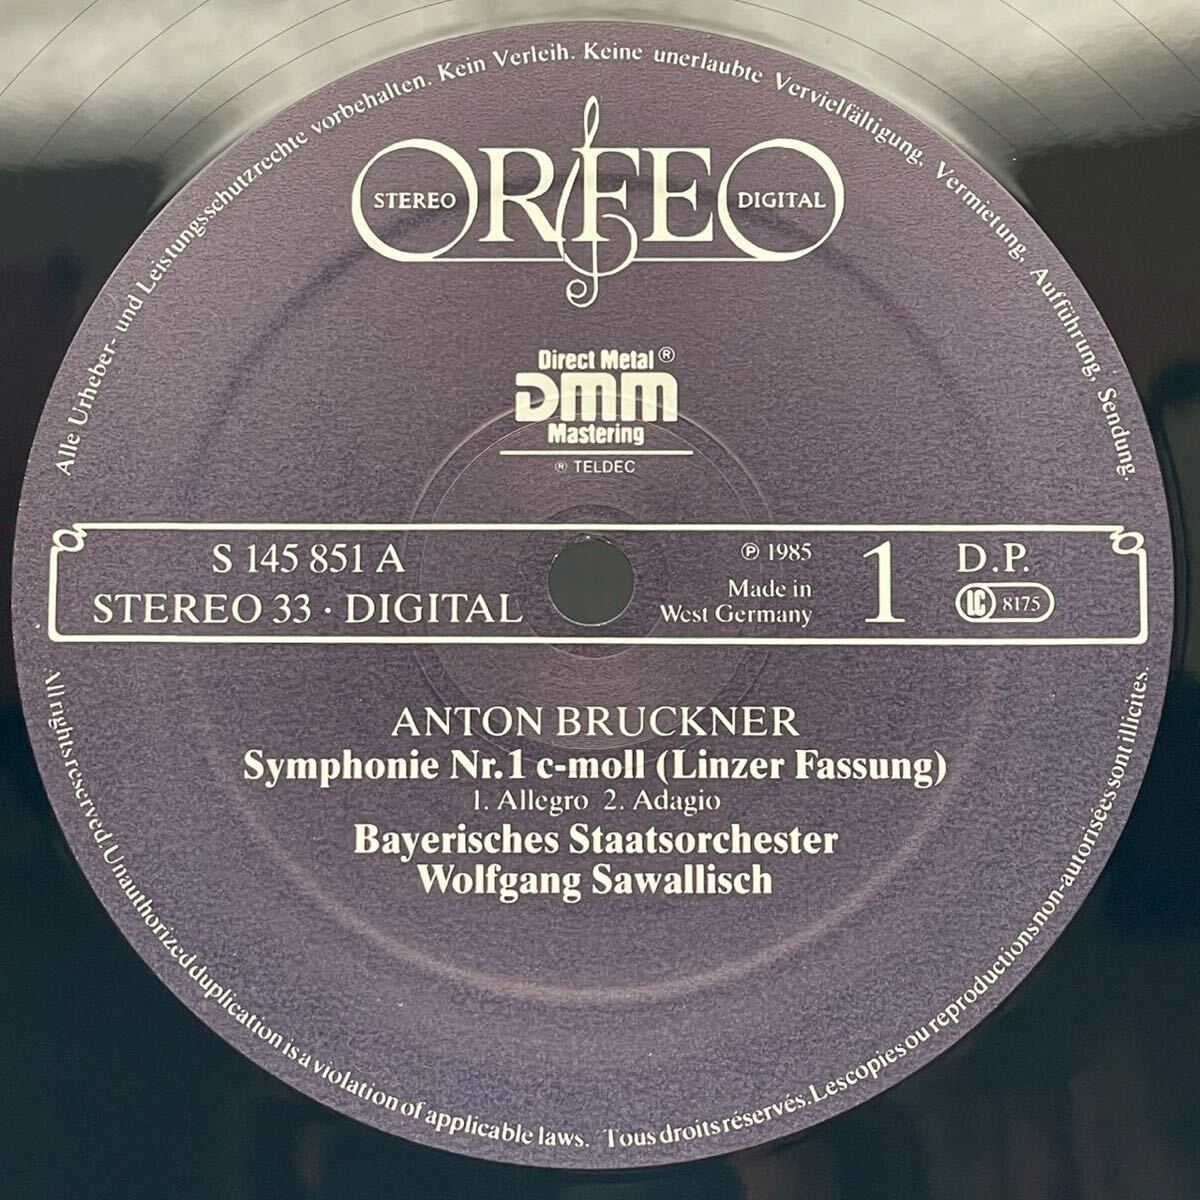 Alle Urheber- und Leistungsschutzrechte vorbehalten. Kein Verleih. Keine unerlaubte Vervielfältigung, Vermietung, Aufführung, Sendung.
ORFEO
STEREO
DIGITAL
Direct Metal ®
DMM
Mastering
® TELDEC
S 145 851 A
STEREO 33 · DIGITAL
℗ 1985
Made in
West Germany
1
D.P.
LC 8175
ANTON BRUCKNER
Symphonie Nr. 1 c-moll (Linzer Fassung)
1. Allegro 2. Adagio
Bayerisches Staatsorchester
Wolfgang Sawallisch
All rights reserved. Unauthorized duplication is a violation of applicable laws. Tous droits réservés. Les copies ou reproductions non-autorisées sont illicites.